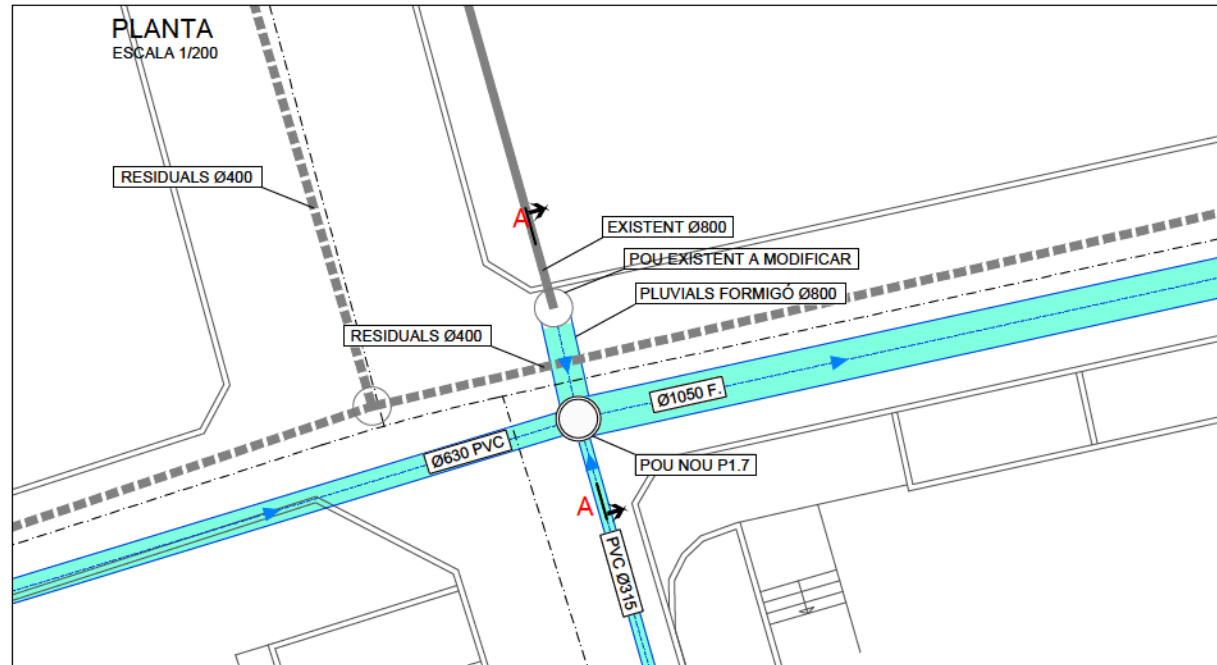 PLANTA
ESCALA 1/200
RESIDUALS Ø400
A
EXISTENT Ø800
POU EXISTENT A MODIFICAR
PLUVIALS FORMIGÓ Ø800
RESIDUALS Ø400
Ø1050 F.
Ø630 PVC
POU NOU P1.7
A
PVC Ø315